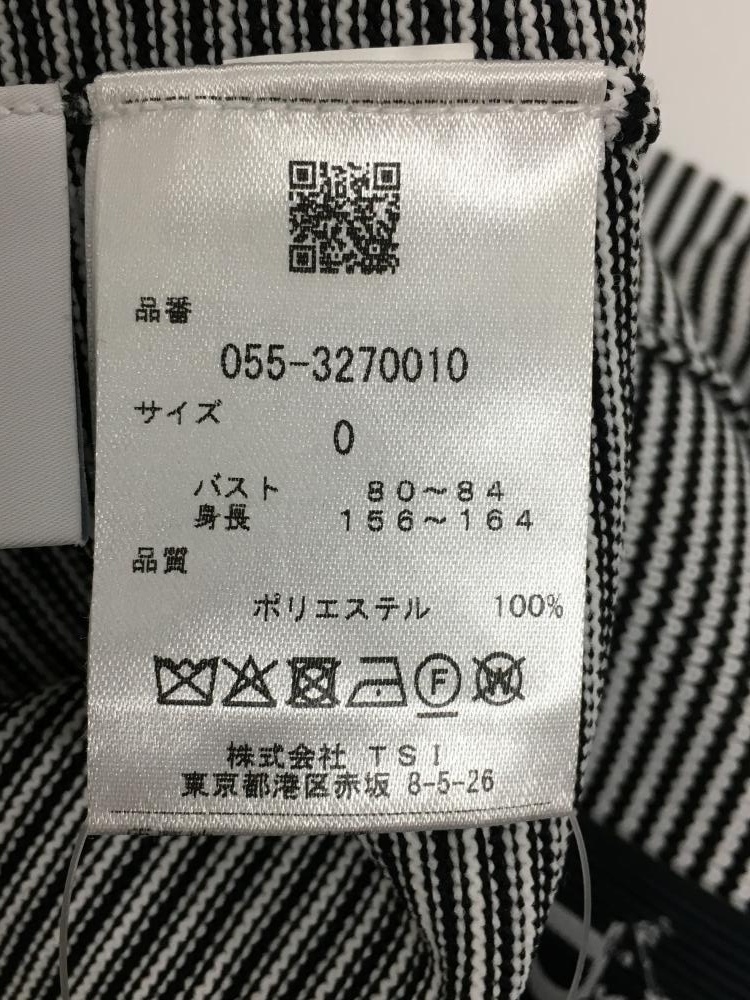 品番
055-3270010
サイズ
0
バスト 80~84
身長 156~164
品質
ポリエステル 100%
F W
株式会社 TSI
東京都港区赤坂 8-5-26